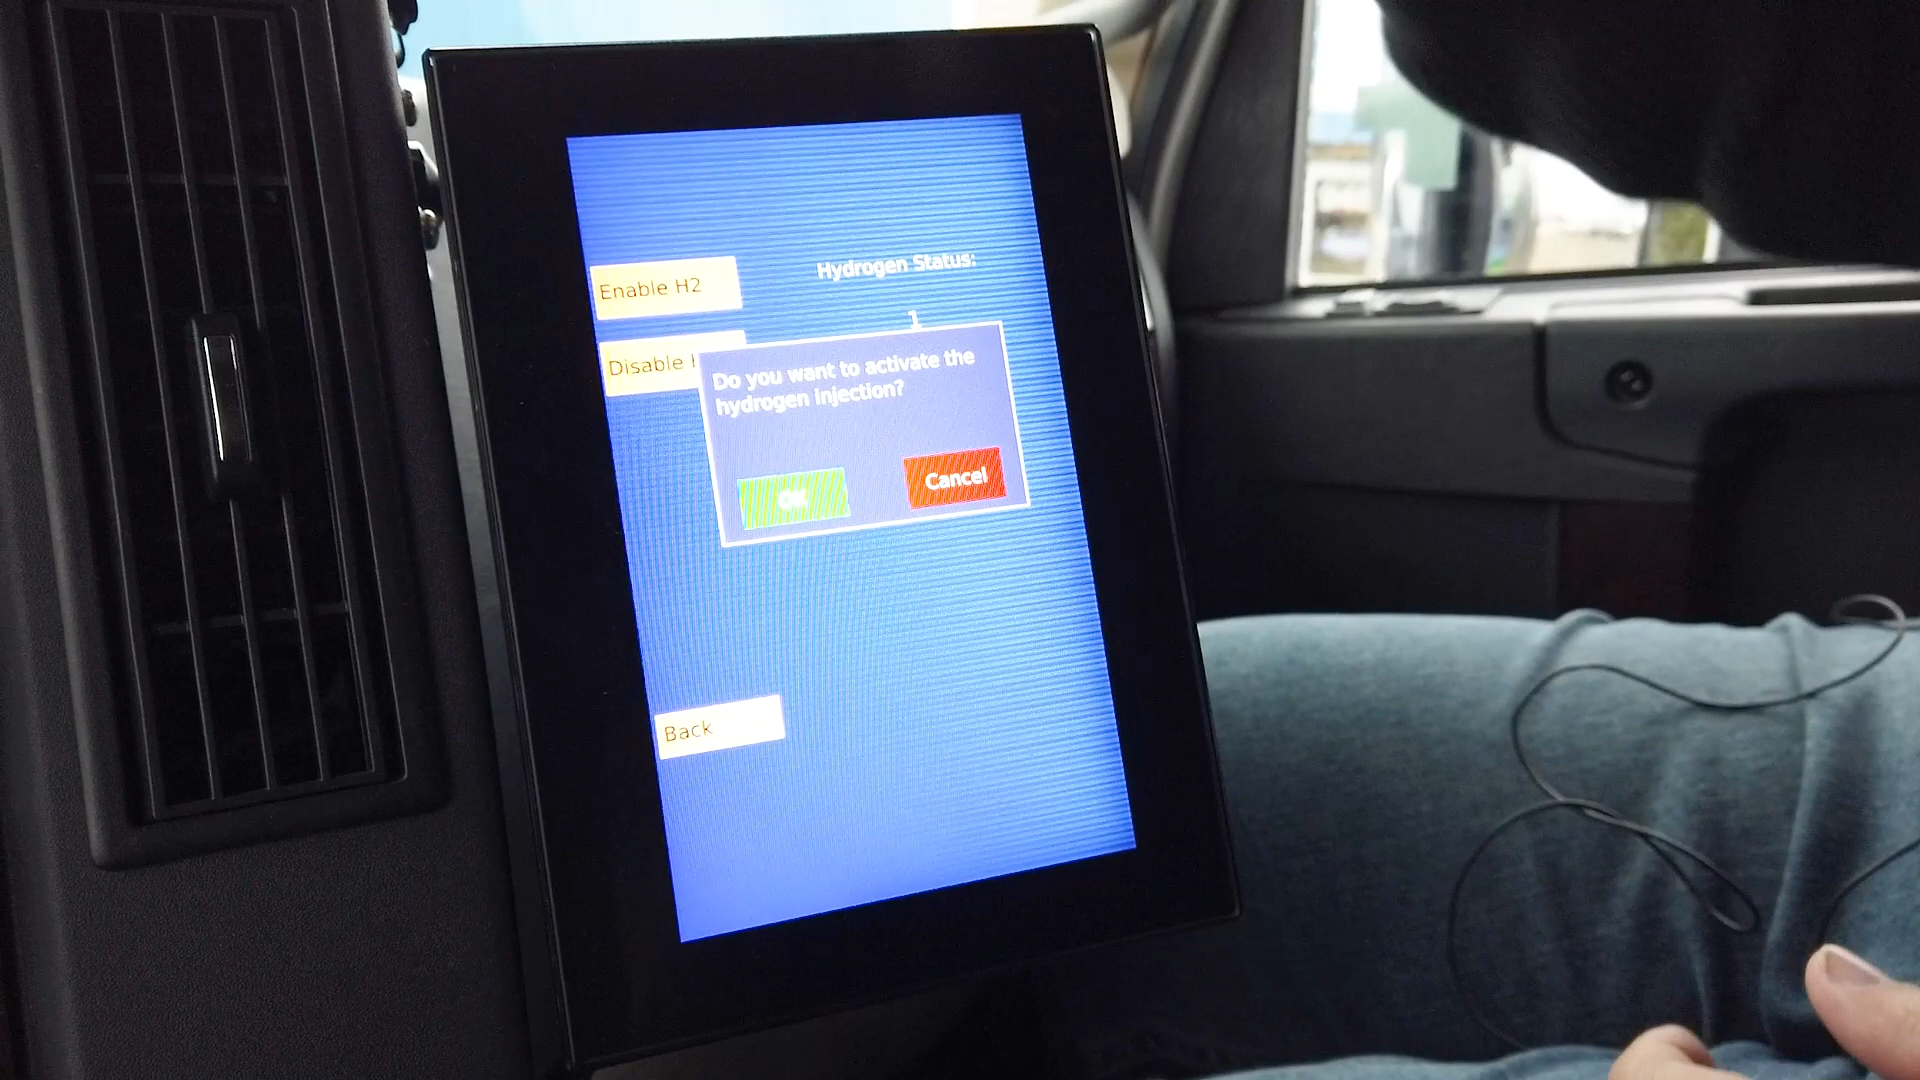 Enable H2
Hydrogen Status:
1
Disable
Do you want to activate the
hydrogen injection?
OK
Cancel
Back